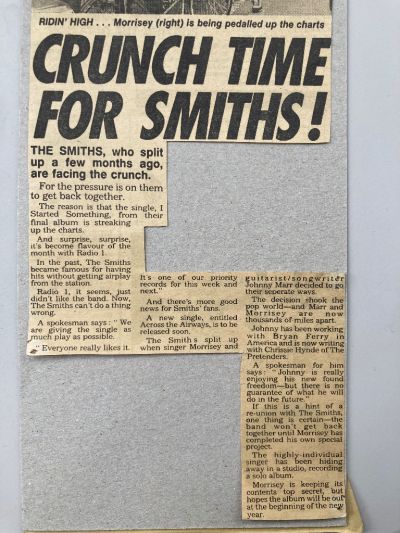 RIDIN' HIGH . . . Morrisey (right) is being pedalled up the charts
CRUNCH TIME
FOR SMITHS!
THE SMITHS, who split
up a few months ago,
are facing the crunch.
For the pressure is on them
to get back together.
The reason is that the single, I
Started Something, from their
final album is streaking
up the charts.
And surprise, surprise,
it's become flavour of the
month with Radio 1.
In the past, The Smiths
became famous for having
hits without getting airplay
from the station.
Radio 1, it seems, just
didn't like the band. Now,
The Smiths can't do a thing
wrong.
A spokesman says: "We
are giving the single as
much play as possible.
"Everyone really likes it.
It's one of our priority
records for this week and
next."
And there's more good
news for Smiths' fans.
A new single, entitled
Across the Airways, is to be
released soon.
The Smiths split up
when singer Morrisey and
guitarist/songwriter
Johnny Marr decided to go
their seperate ways.
The decision shook the
pop world—and Marr and
Morrisey are now
thousands of miles apart.
Johnny has been working
with Bryan Ferry in
America and is now writing
with Chrissie Hynde of The
Pretenders.
A spokesman for him
says: "Johnny is really
enjoying his new found
freedom—but there is no
guarantee of what he will
do in the future."
If this is a hint of a
re-union with The Smiths,
one thing is certain—the
band won't get back
together until Morrisey has
completed his own special
project.
The highly-individual
singer has been hiding
away in a studio, recording
a solo album.
Morrisey is keeping its
contents top secret, but
hopes the album will be out
at the beginning of the new
year.